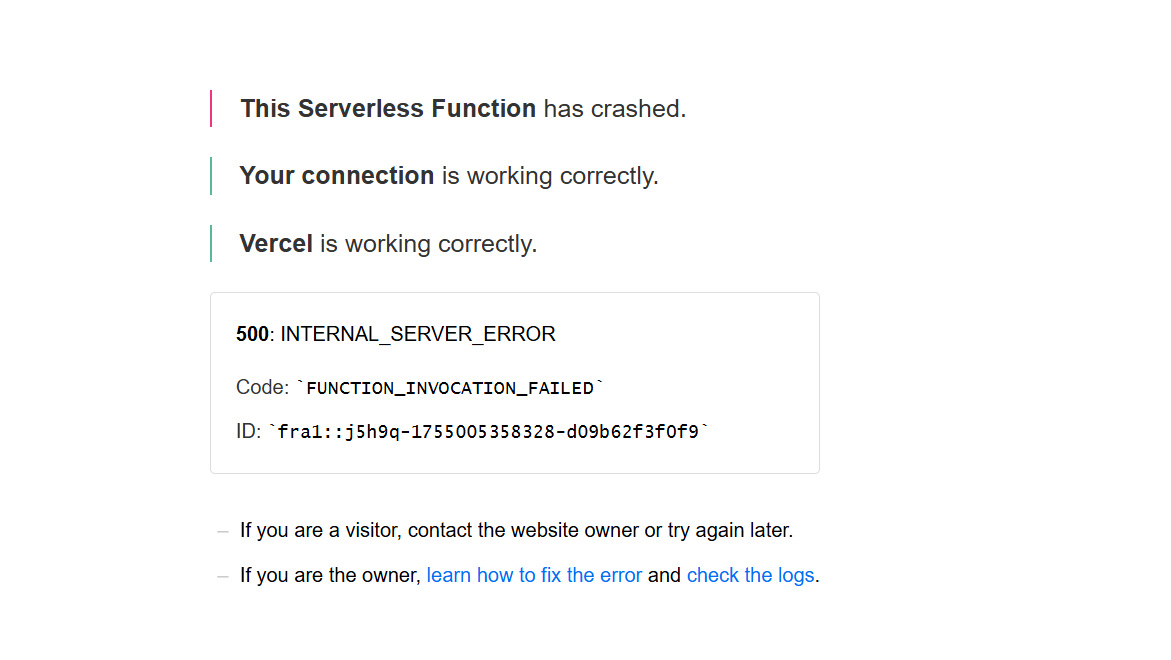 This Serverless Function has crashed.
Your connection is working correctly.
Vercel is working correctly.
500: INTERNAL_SERVER_ERROR
Code: `FUNCTION_INVOCATION_FAILED`
ID: `fra1::j5h9q-1755005358328-d09b62f3f0f9`
– If you are a visitor, contact the website owner or try again later.
– If you are the owner, learn how to fix the error and check the logs.